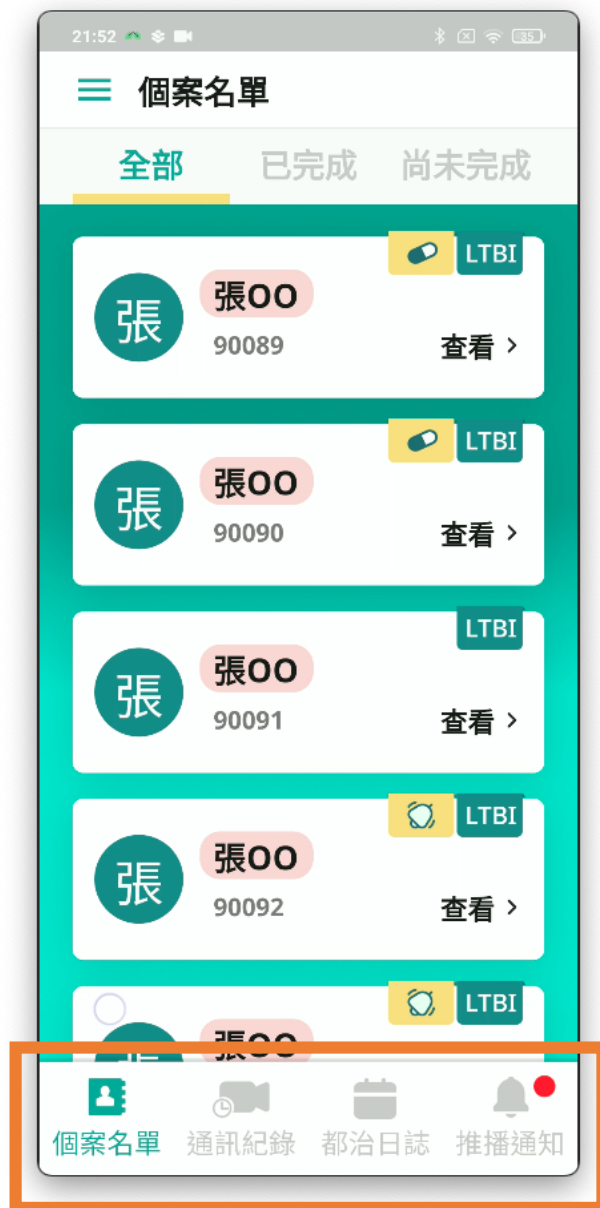 21:52
35
個案名單
全部 已完成 尚未完成
LTBI
張
張OO
90089
查看 >
LTBI
張
張OO
90090
查看 >
LTBI
張
張OO
90091
查看 >
LTBI
張
張OO
90092
查看 >
LTBI
張OO
個案名單 通訊紀錄 都治日誌 推播通知